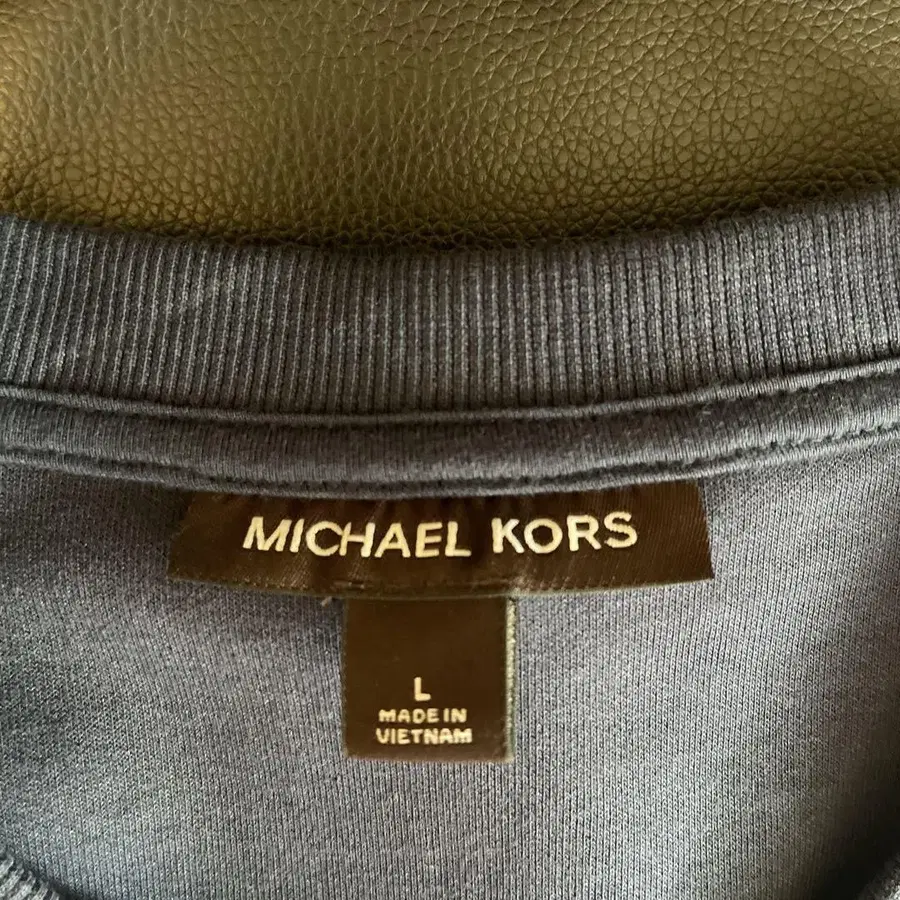 MICHAEL KORS
L
MADE IN
VIETNAM